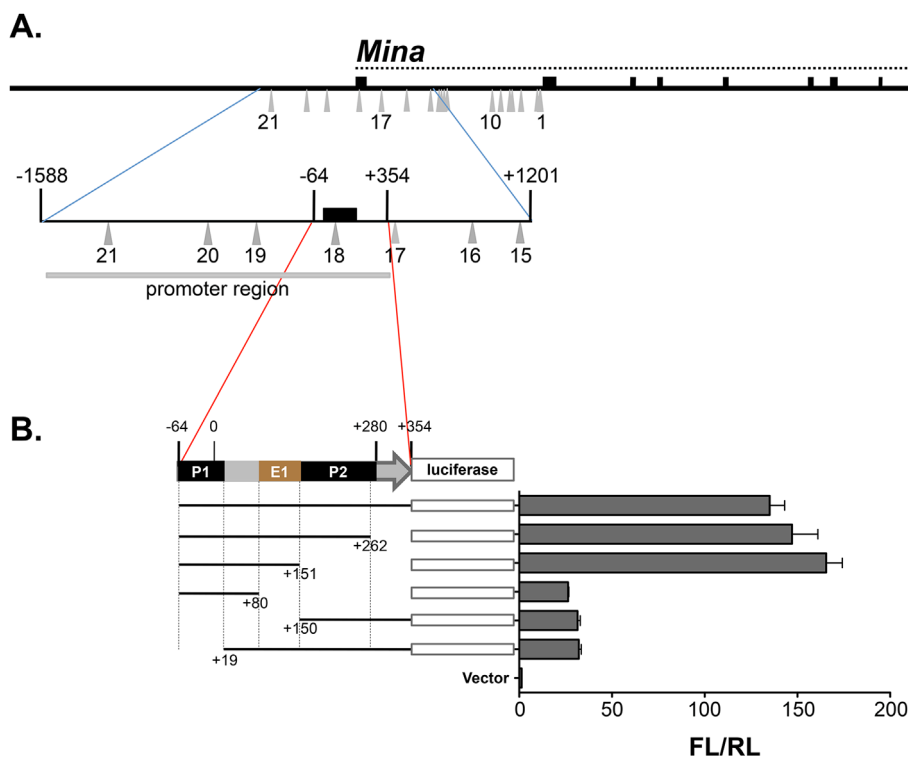 A.
Mina
21 17 10 1
-1588 -64 +354 +1201
21 20 19 18 17 16 15
promoter region
B.
-64 0 +280 +354
P1 E1 P2 luciferase
+262
+151
+80
+150
+19
Vector
0 50 100 150 200
FL/RL